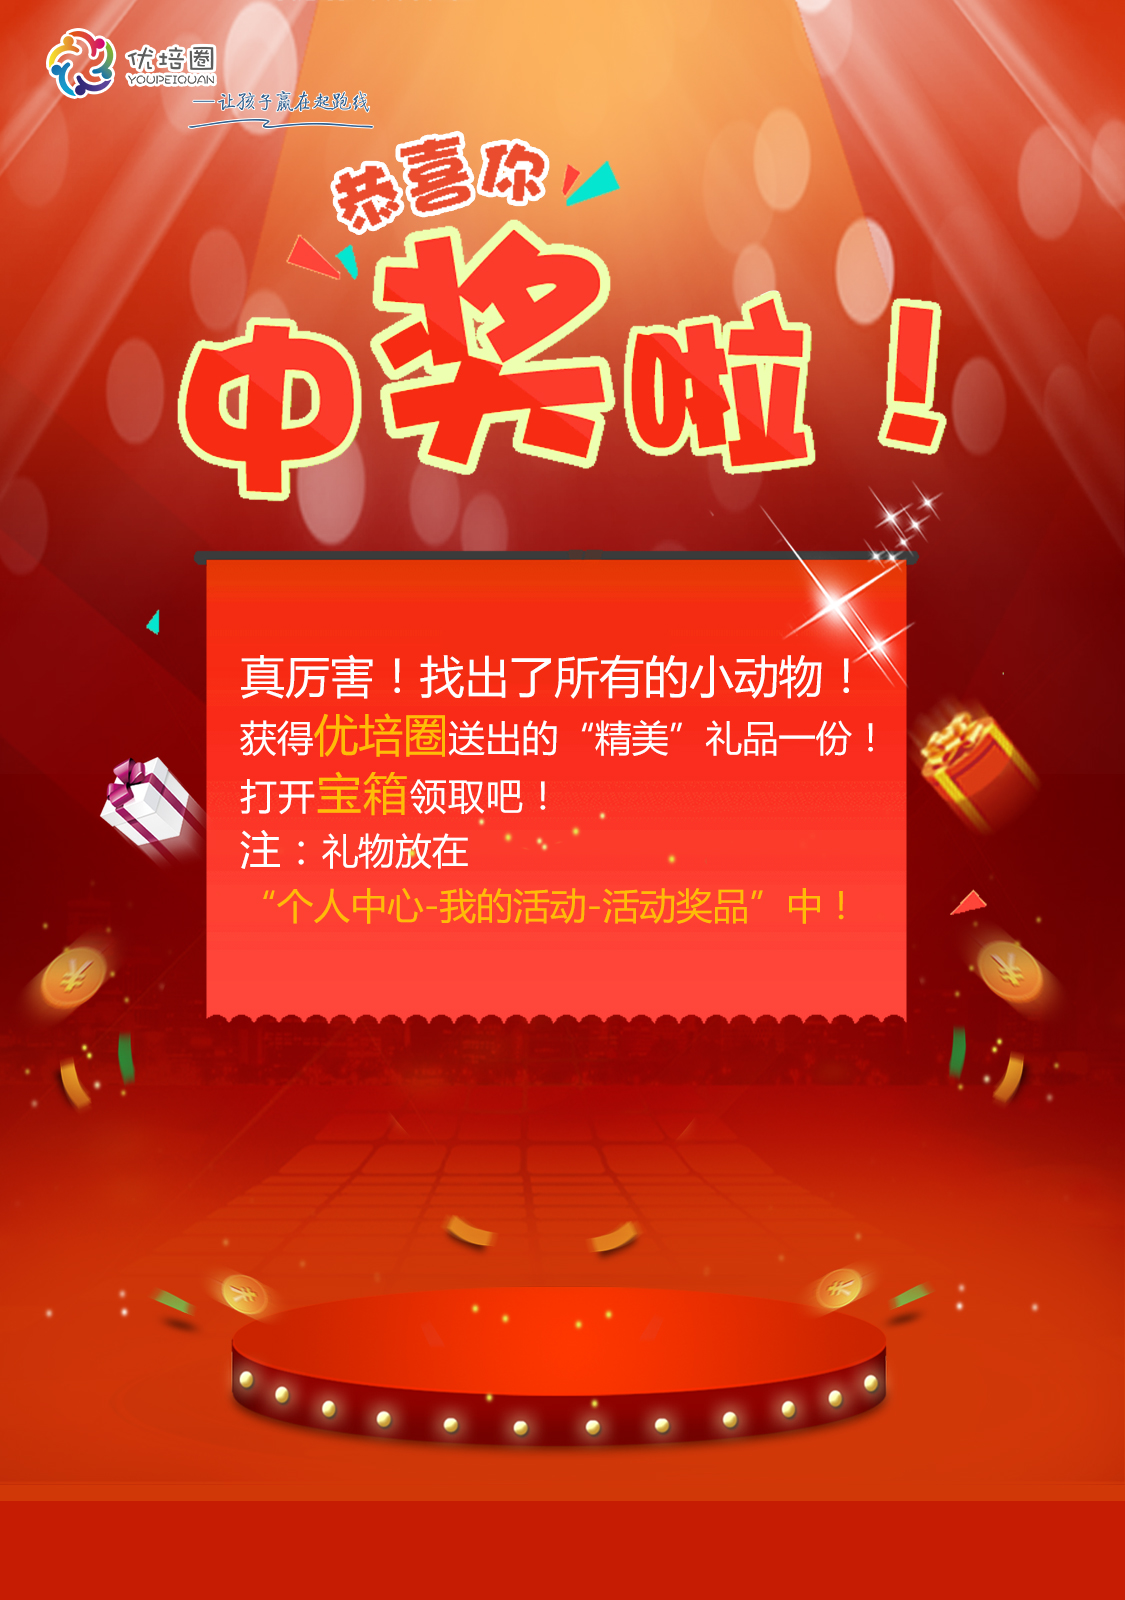 优培圈
YOUPEIQUAN
—让孩子赢在起跑线
恭喜你
中奖啦！
真厉害！找出了所有的小动物！
获得优培圈送出的“精美”礼品一份！
打开宝箱领取吧！
注：礼物放在
“个人中心-我的活动-活动奖品”中！